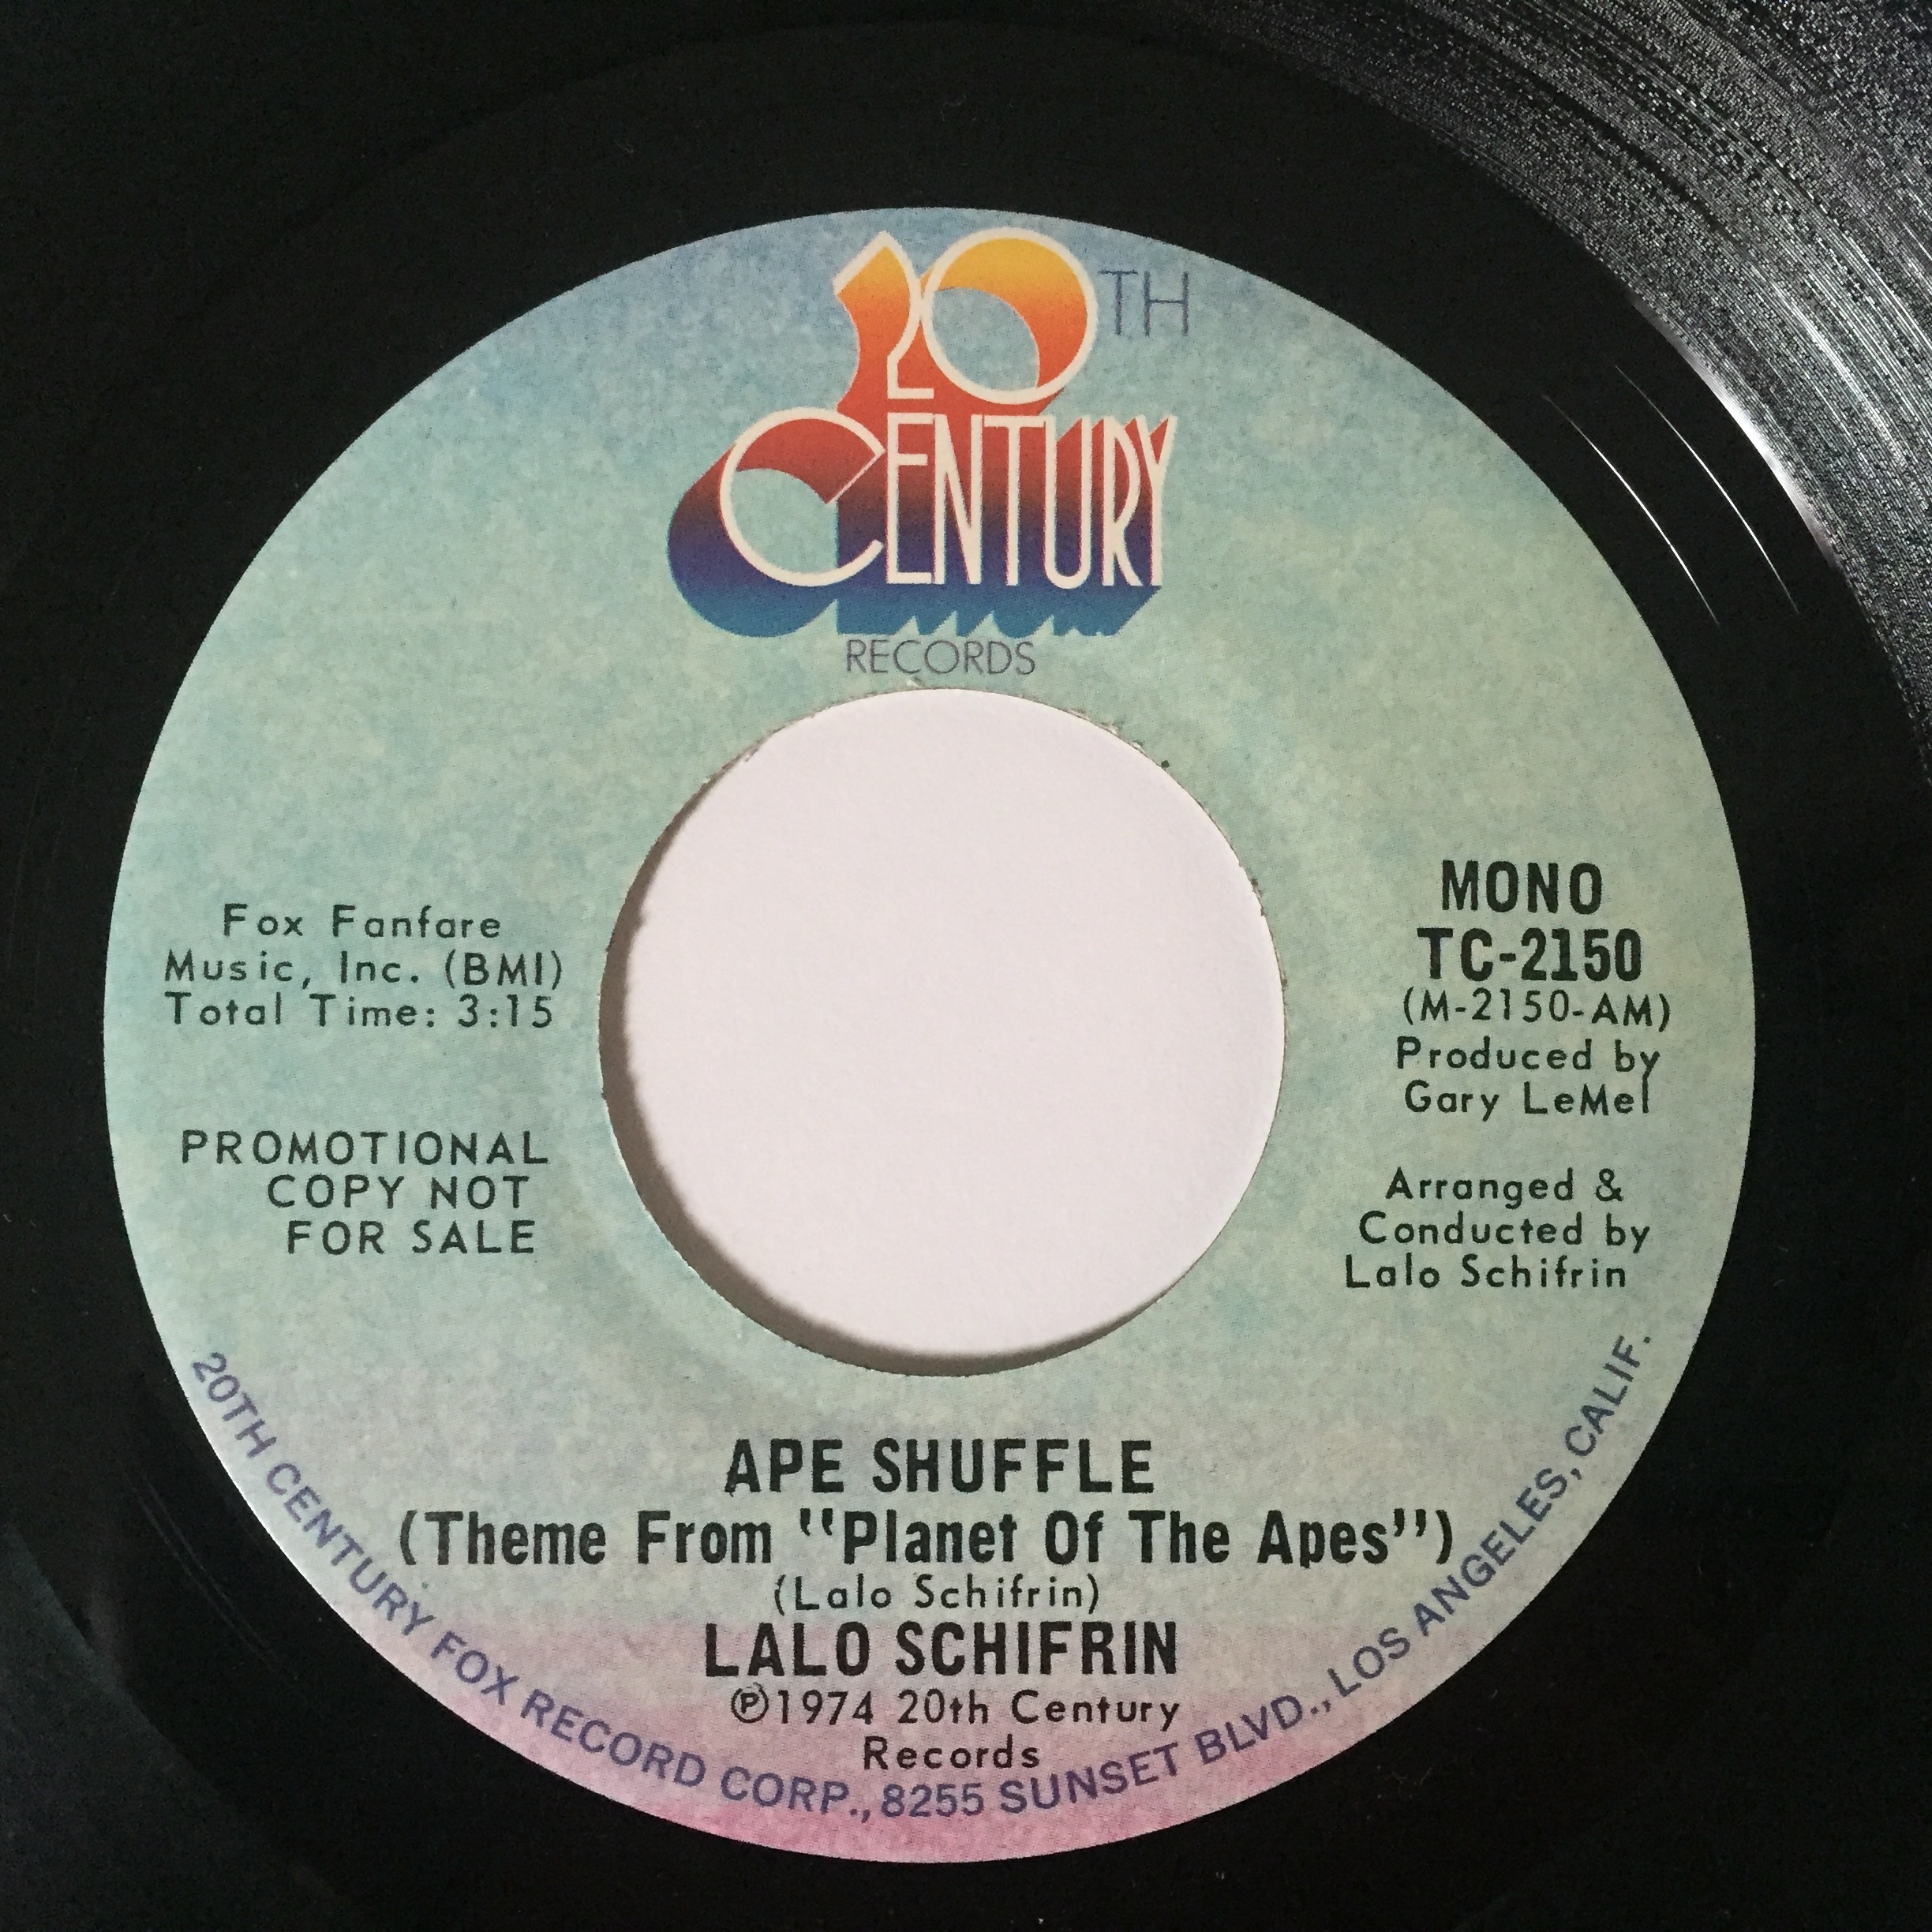 20TH
CENTURY
RECORDS
Fox Fanfare
Music, Inc. (BMI)
Total Time: 3:15
PROMOTIONAL
COPY NOT
FOR SALE
MONO
TC-2150
(M-2150-AM)
Produced by
Gary LeMel
Arranged &
Conducted by
Lalo Schifrin
APE SHUFFLE
(Theme From "Planet Of The Apes")
(Lalo Schifrin)
LALO SCHIFRIN
℗1974 20th Century
Records
20TH CENTURY FOX RECORD CORP., 8255 SUNSET BLVD., LOS ANGELES, CALIF.